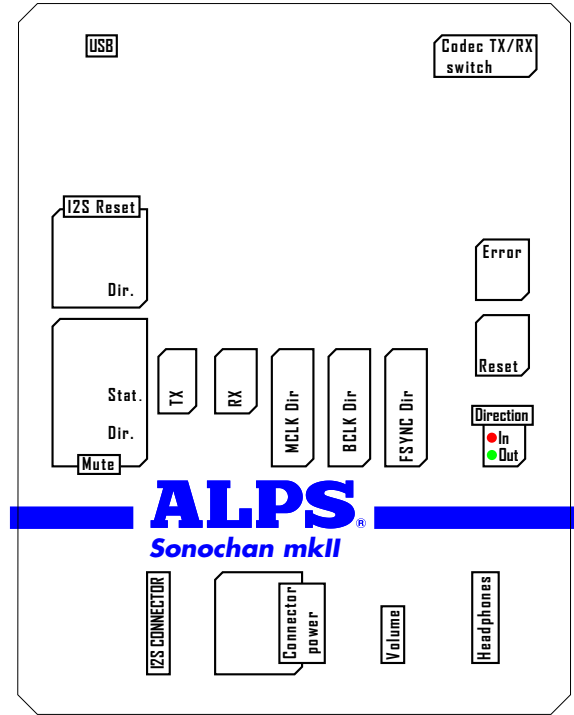 USB
Codec TX/RX
switch
I2S Reset
Dir.
Error
Reset
Stat.
Dir.
Mute
TX
RX
MCLK Dir
BCLK Dir
FSYNC Dir
Direction
In
Out
ALPS®
Sonochan mkII
I2S CONNECTOR
Connector
power
Volume
Headphones